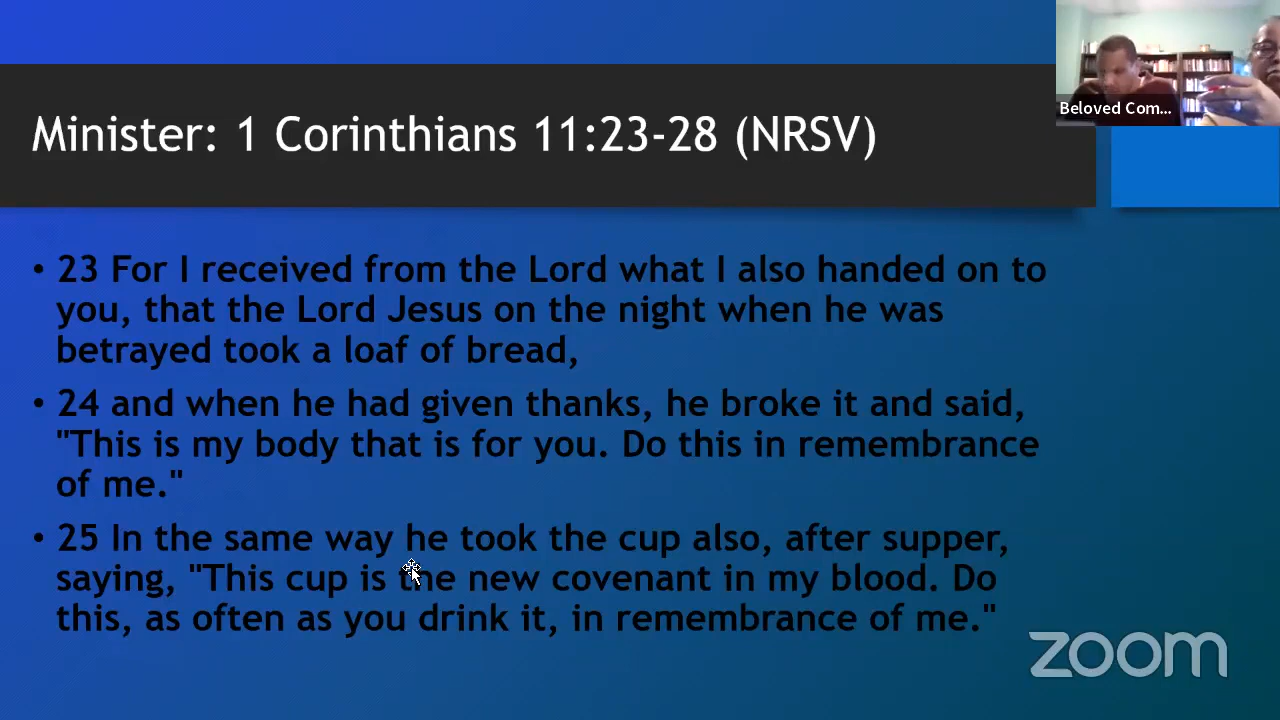 Beloved Com...
Minister: 1 Corinthians 11:23-28 (NRSV)
• 23 For I received from the Lord what I also handed on to
you, that the Lord Jesus on the night when he was
betrayed took a loaf of bread,
• 24 and when he had given thanks, he broke it and said,
"This is my body that is for you. Do this in remembrance
of me."
• 25 In the same way he took the cup also, after supper,
saying, "This cup is the new covenant in my blood. Do
this, as often as you drink it, in remembrance of me."
zoom